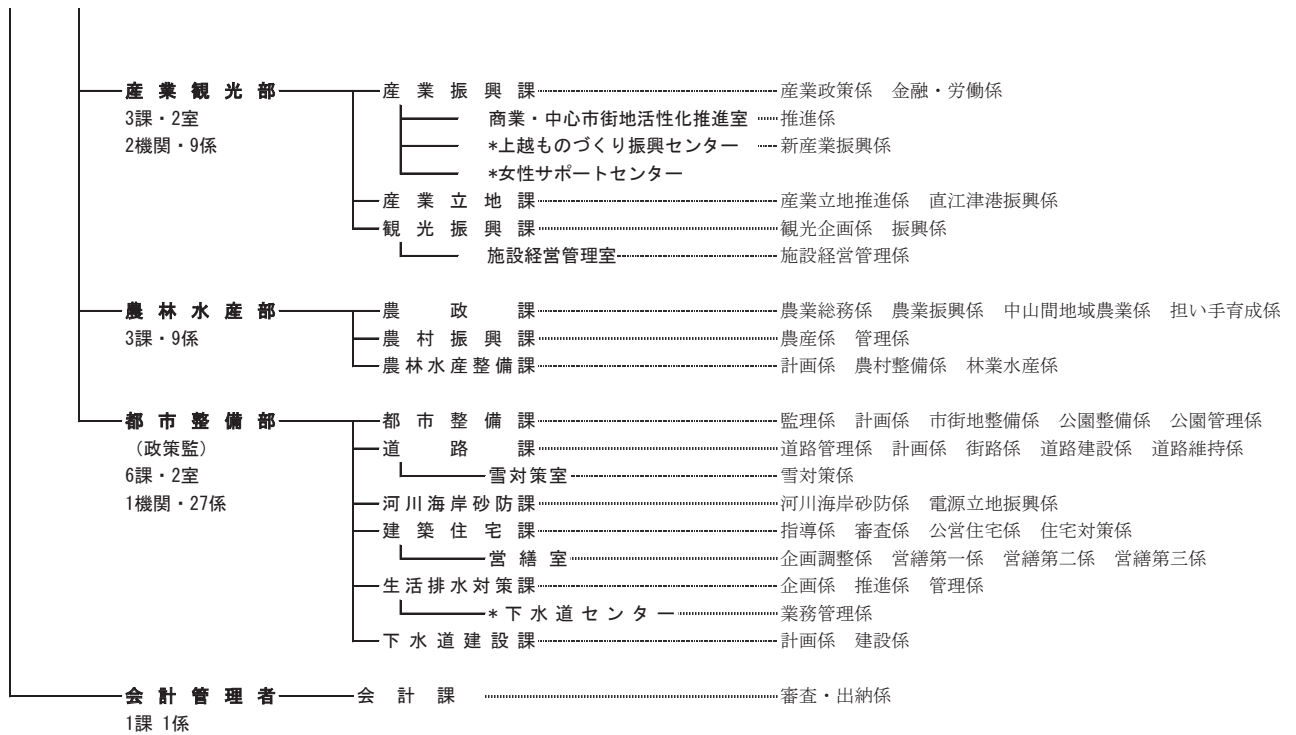 産業観光部 産業振興課 産業政策係 金融・労働係
3課・2室 商業・中心市街地活性化推進室 推進係
2機関・9係 *上越ものづくり振興センター 新産業振興係
*女性サポートセンター
産業立地課 産業立地推進係 直江津港振興係
観光振興課 観光企画係 振興係
施設経営管理室 施設経営管理係
農林水産部 農政課 農業総務係 農業振興係 中山間地域農業係 担い手育成係
3課・9係 農村振興課 農産係 管理係
農林水産整備課 計画係 農村整備係 林業水産係
都市整備部 都市整備課 監理係 計画係 市街地整備係 公園整備係 公園管理係
(政策監) 道路課 道路管理係 計画係 街路係 道路建設係 道路維持係
6課・2室 雪対策室 雪対策係
1機関・27係 河川海岸砂防課 河川海岸砂防係 電源立地振興係
建築住宅課 指導係 審査係 公営住宅係 住宅対策係
営繕室 企画調整係 営繕第一係 営繕第二係 営繕第三係
生活排水対策課 企画係 推進係 管理係
*下水道センター 業務管理係
下水道建設課 計画係 建設係
会計管理者 会計課 審査・出納係
1課 1係